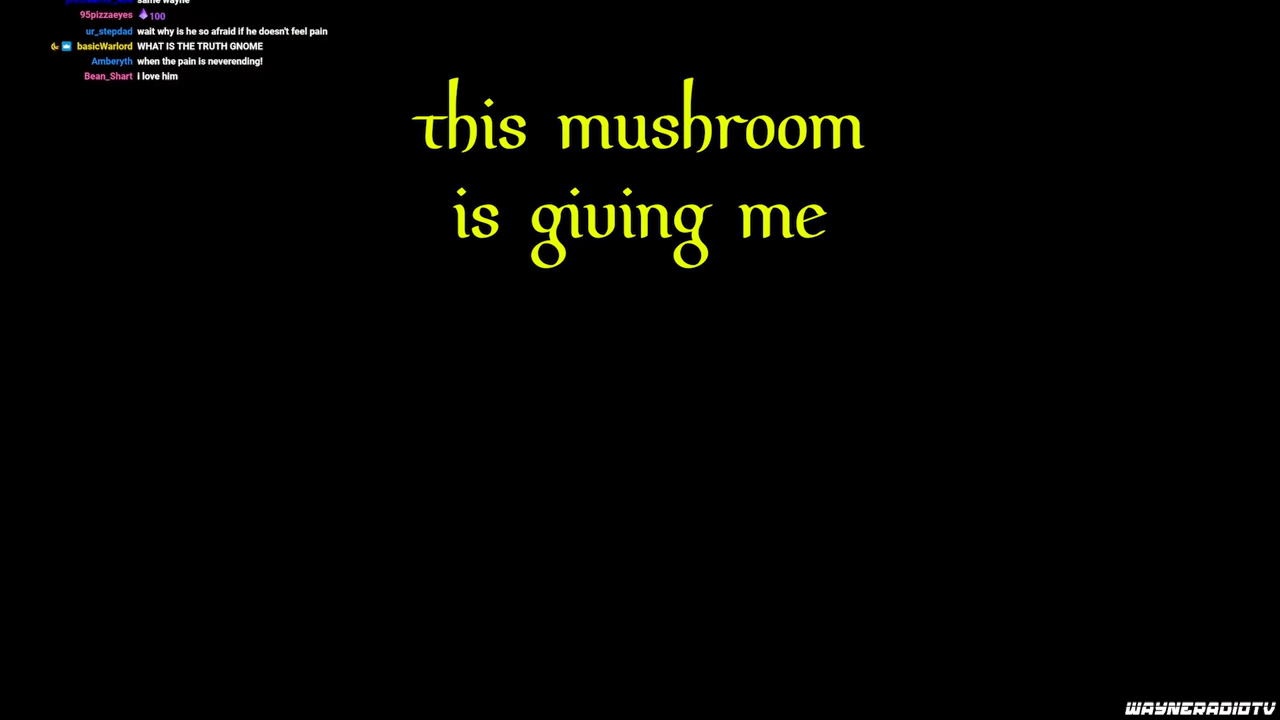 same wayne
95pizzaeyes 100
ur_stepdad wait why is he so afraid if he doesn't feel pain
basicWarlord WHAT IS THE TRUTH GNOME
Amberyth when the pain is neverending!
Bean_Shart i love him
this mushroom
is giving me
WAYNERADIOTV